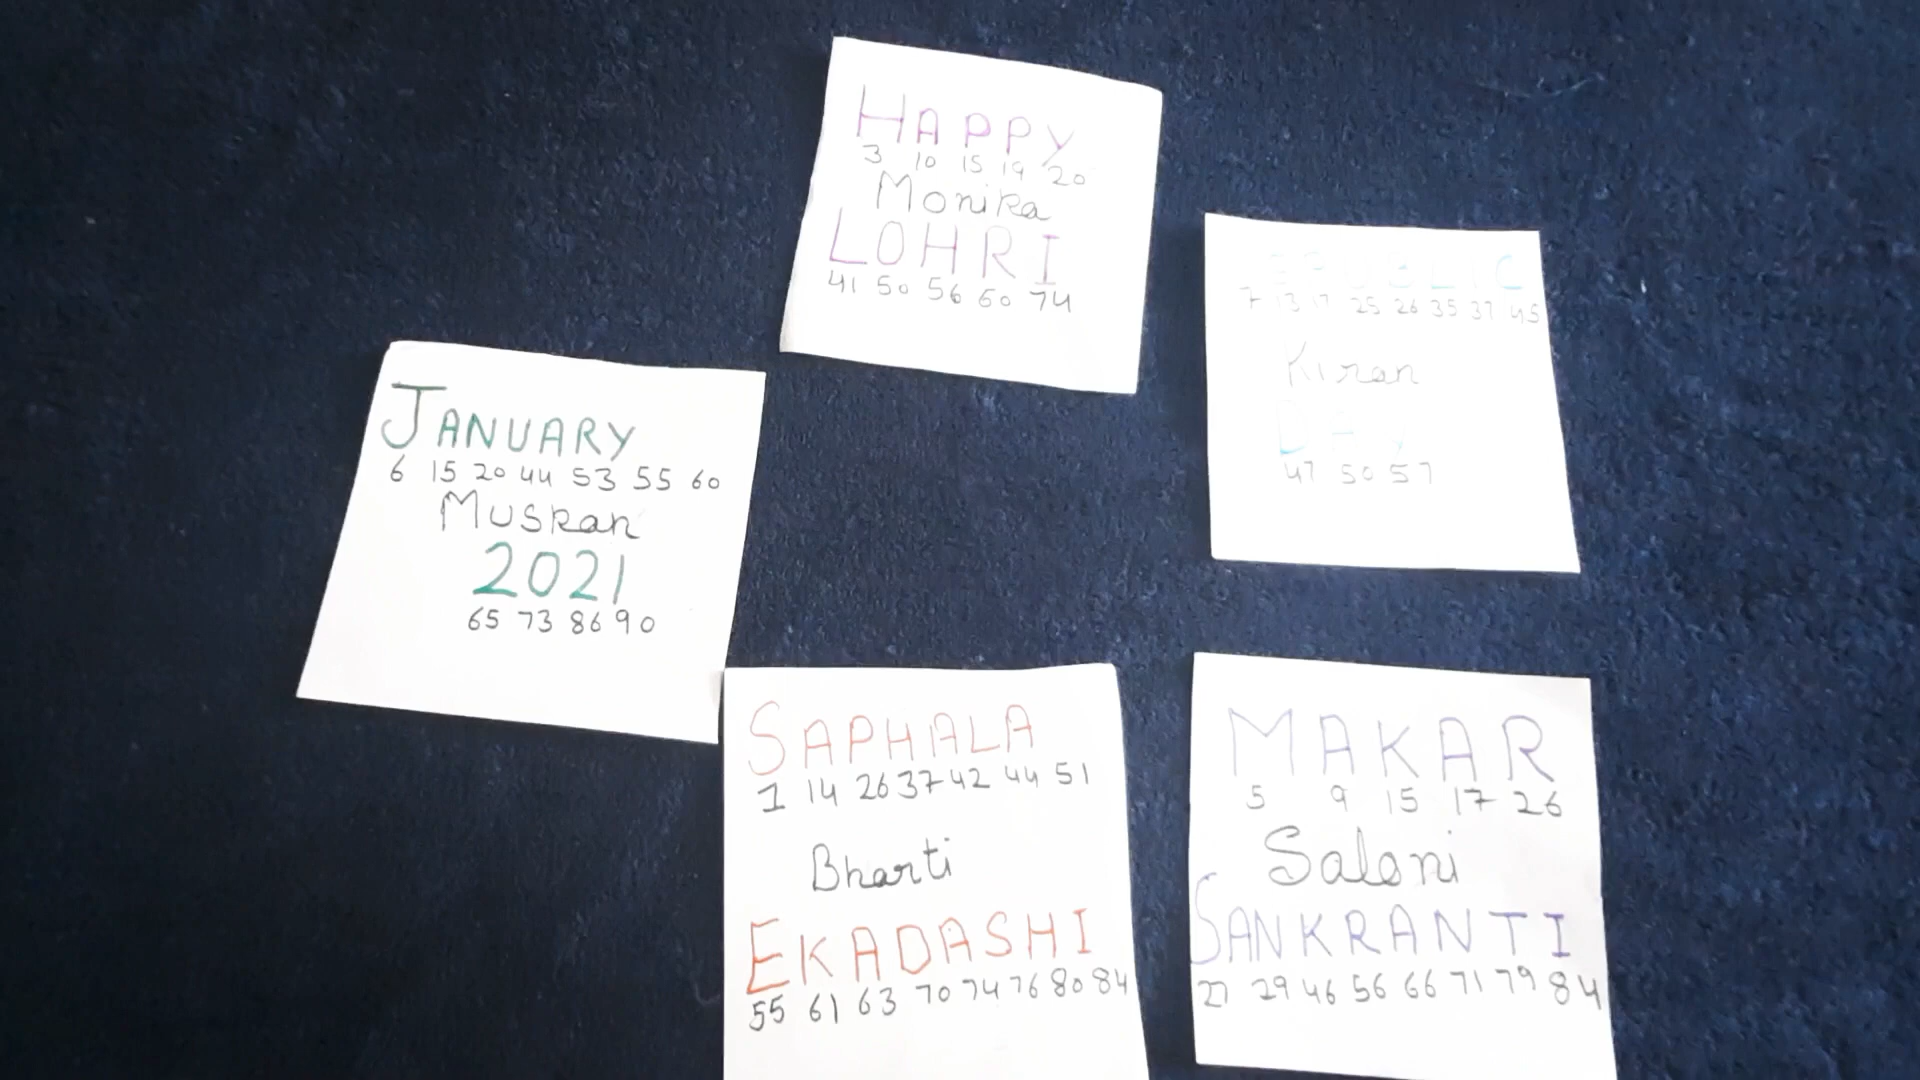 HAPPY
3 10 15 19 20
Monika
LOHRI
41 50 56 60 74
REPUBLIC
7 13 17 25 26 35 37 45
Kiran
DAY
47 50 57
JANUARY
6 15 20 44 53 55 60
Muskan
2021
65 73 86 90
SAPHALA
1 14 26 37 42 44 51
Bharti
EKADASHI
55 61 63 70 74 76 80 84
MAKAR
5 9 15 17 26
Saloni
SANKRANTI
27 29 46 56 66 71 79 84